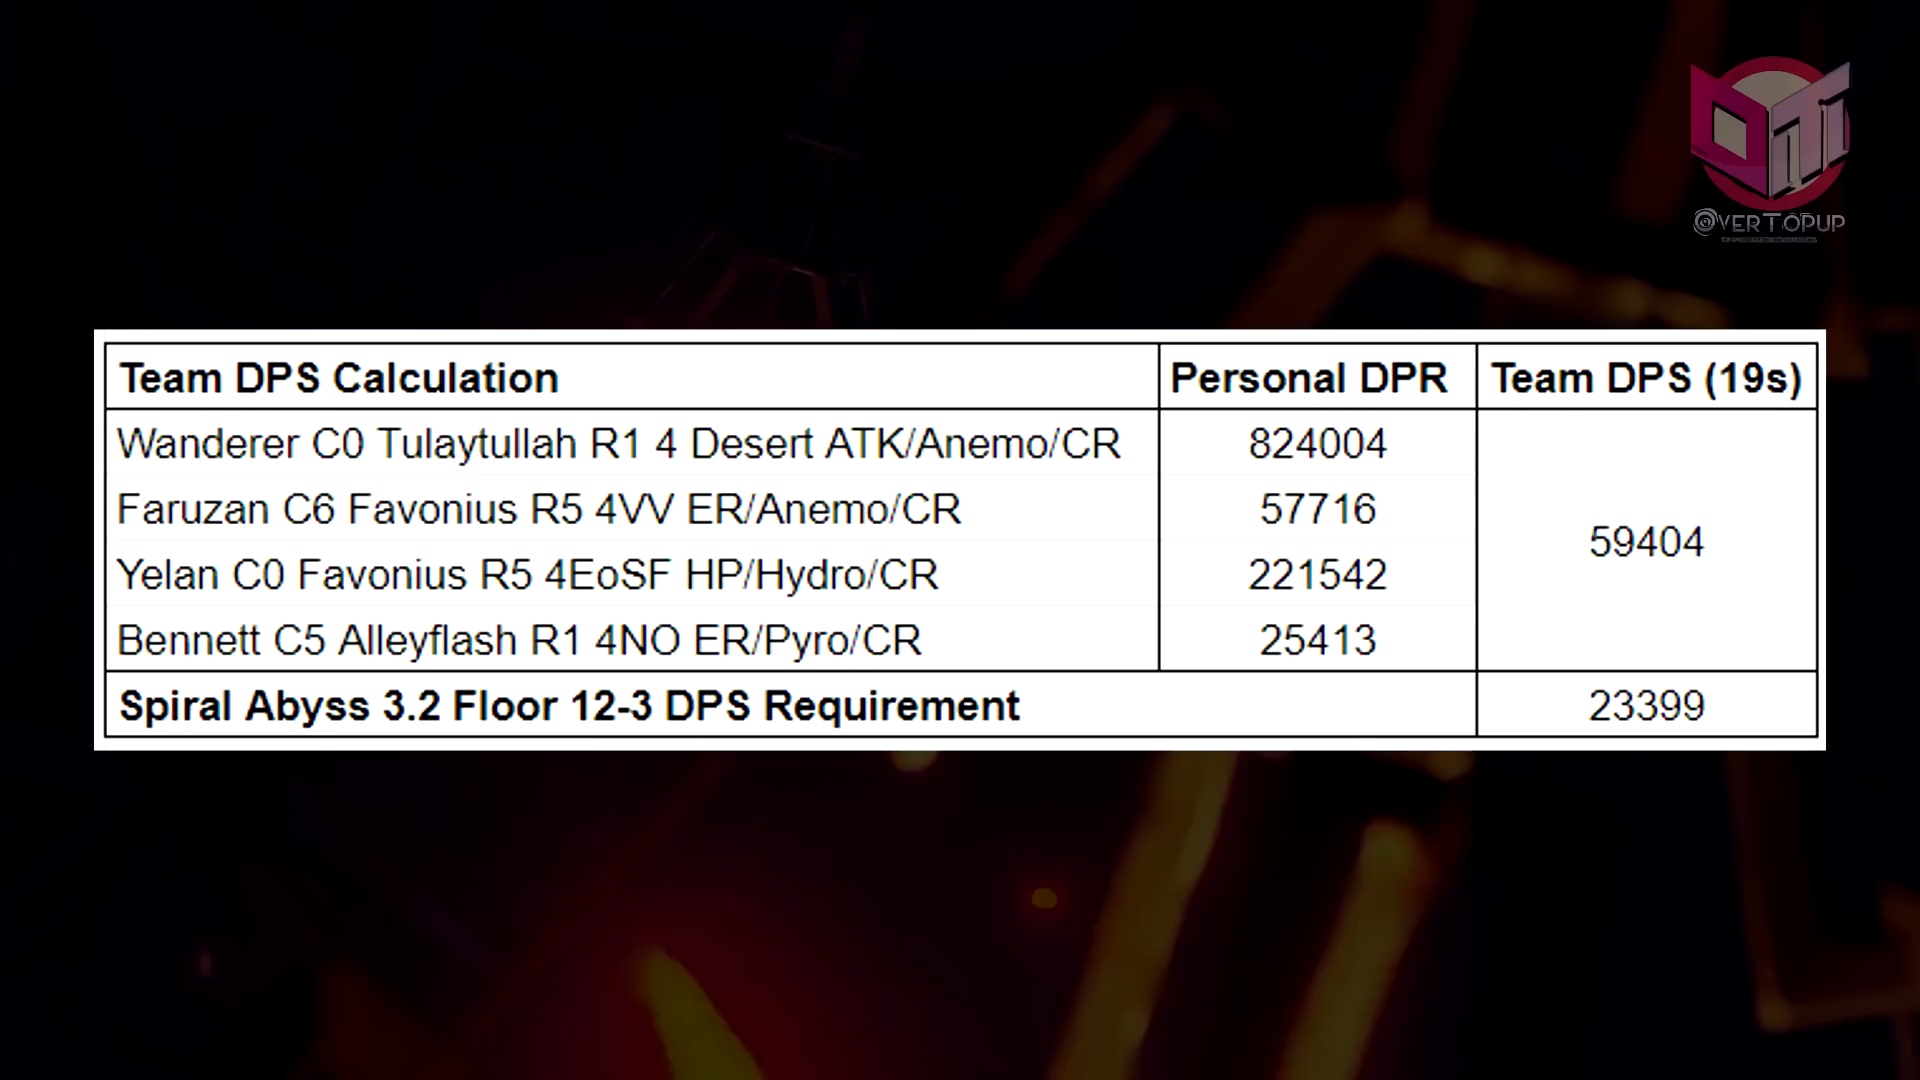 OVERTOPUP
Team DPS Calculation Personal DPR Team DPS (19s)
Wanderer C0 Tulaytullah R1 4 Desert ATK/Anemo/CR 824004
Faruzan C6 Favonius R5 4VV ER/Anemo/CR 57716
59404
Yelan C0 Favonius R5 4EoSF HP/Hydro/CR 221542
Bennett C5 Alleyflash R1 4NO ER/Pyro/CR 25413
Spiral Abyss 3.2 Floor 12-3 DPS Requirement 23399